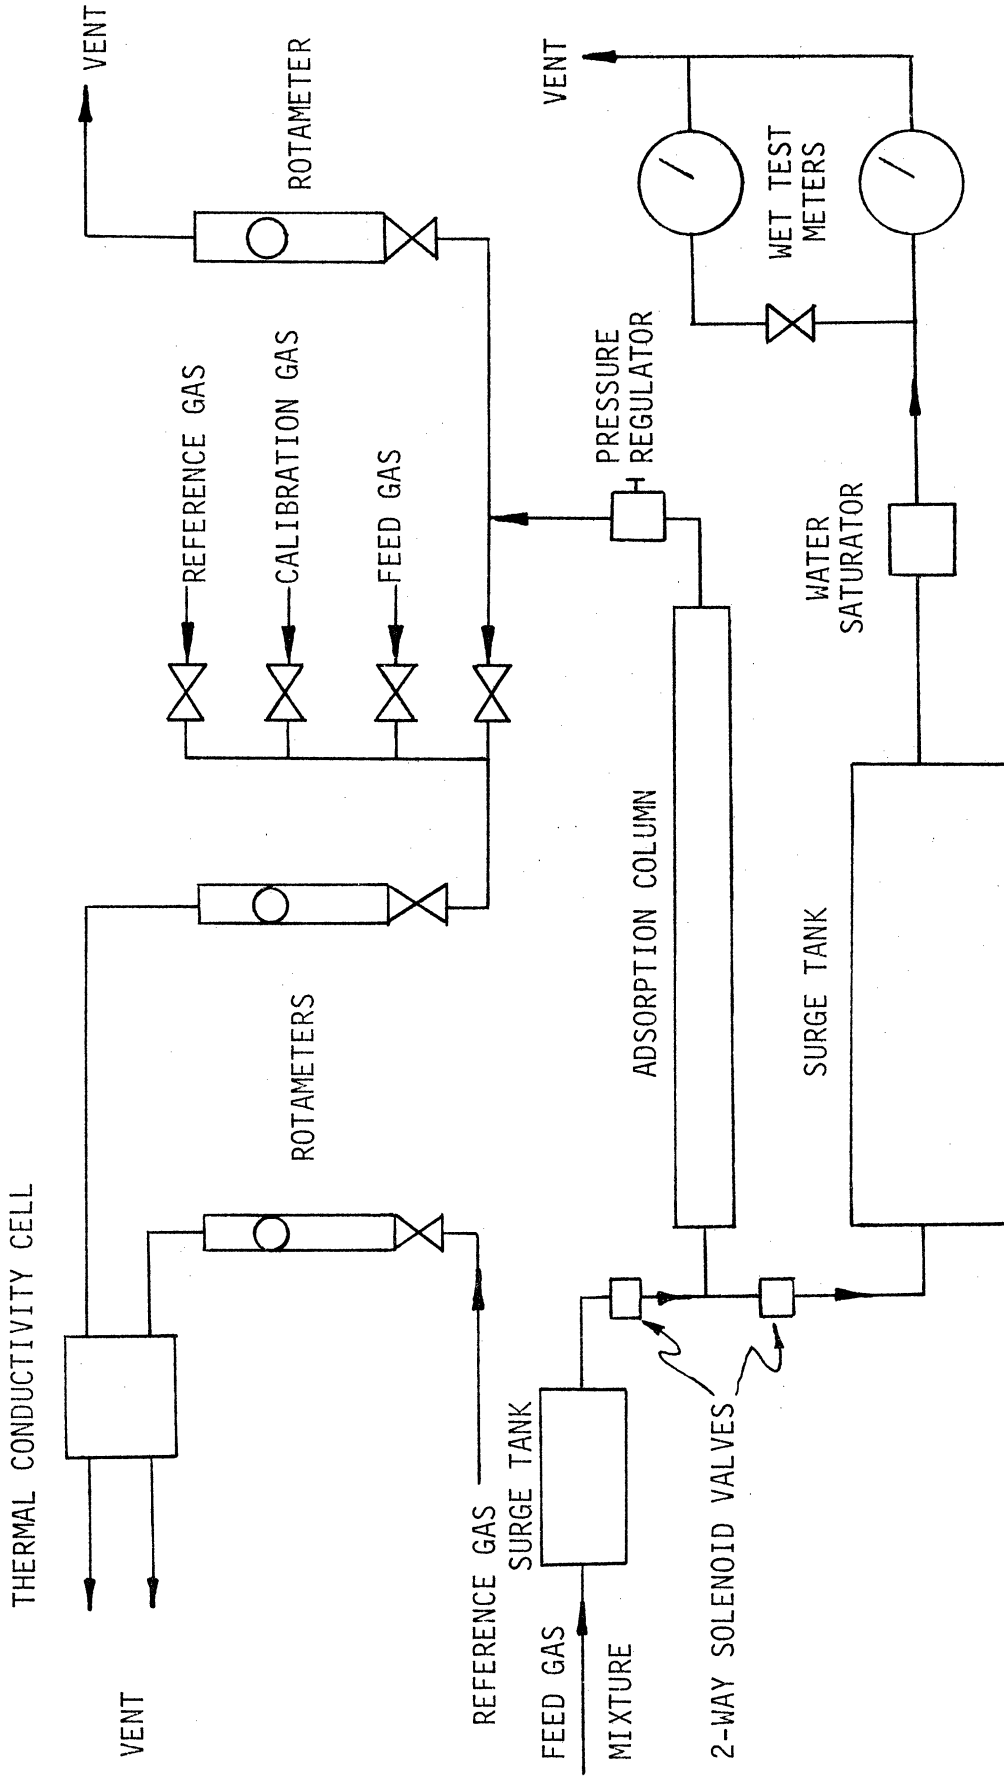 THERMAL CONDUCTIVITY CELL
VENT
ROTAMETERS
REFERENCE GAS
CALIBRATION GAS
FEED GAS
ROTAMETER
VENT
REFERENCE GAS
SURGE TANK
FEED GAS
MIXTURE
2-WAY SOLENOID VALVES
ADSORPTION COLUMN
PRESSURE
REGULATOR
VENT
WET TEST
METERS
SURGE TANK
WATER
SATURATOR